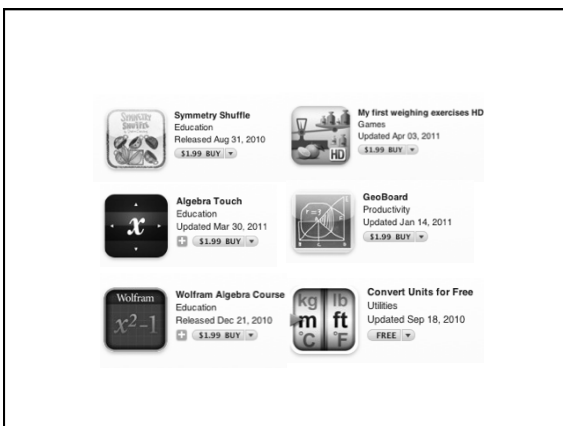 Symmetry Shuffle
Education
Released Aug 31, 2010
$1.99 BUY
My first weighing exercises HD
Games
Updated Apr 03, 2011
$1.99 BUY
HD
Algebra Touch
Education
Updated Mar 30, 2011
$1.99 BUY
x
GeoBoard
Productivity
Updated Jan 14, 2011
$1.99 BUY
r=?
Wolfram
x²-1
Wolfram Algebra Course
Education
Released Dec 21, 2010
$1.99 BUY
kg lb
m ft
°C °F
Convert Units for Free
Utilities
Updated Sep 18, 2010
FREE